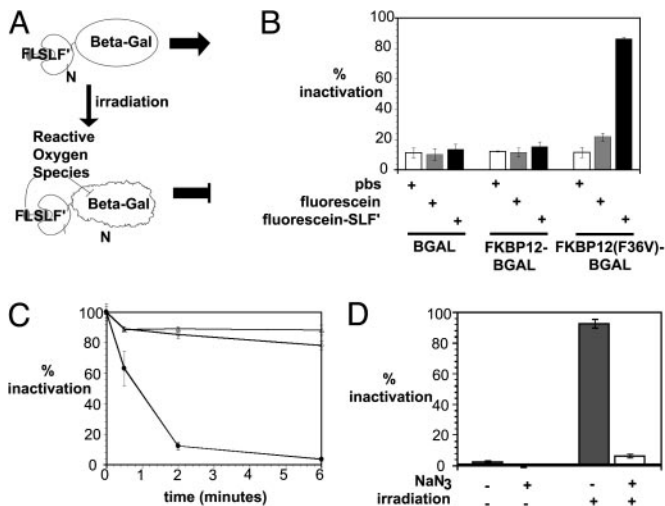 A
FLSLF'
Beta-Gal
N
irradiation
Reactive
Oxygen
Species
FLSLF'
Beta-Gal
N
B
%
inactivation
100
80
60
40
20
0
pbs + + +
fluorescein + + +
fluorescein-SLF' + + +
BGAL
FKBP12-
BGAL
FKBP12(F36V)-
BGAL
C
%
inactivation
100
80
60
40
20
0
0 1 2 3 4 5 6
time (minutes)
D
%
inactivation
100
80
60
40
20
0
NaN3 - + - +
irradiation - - + +